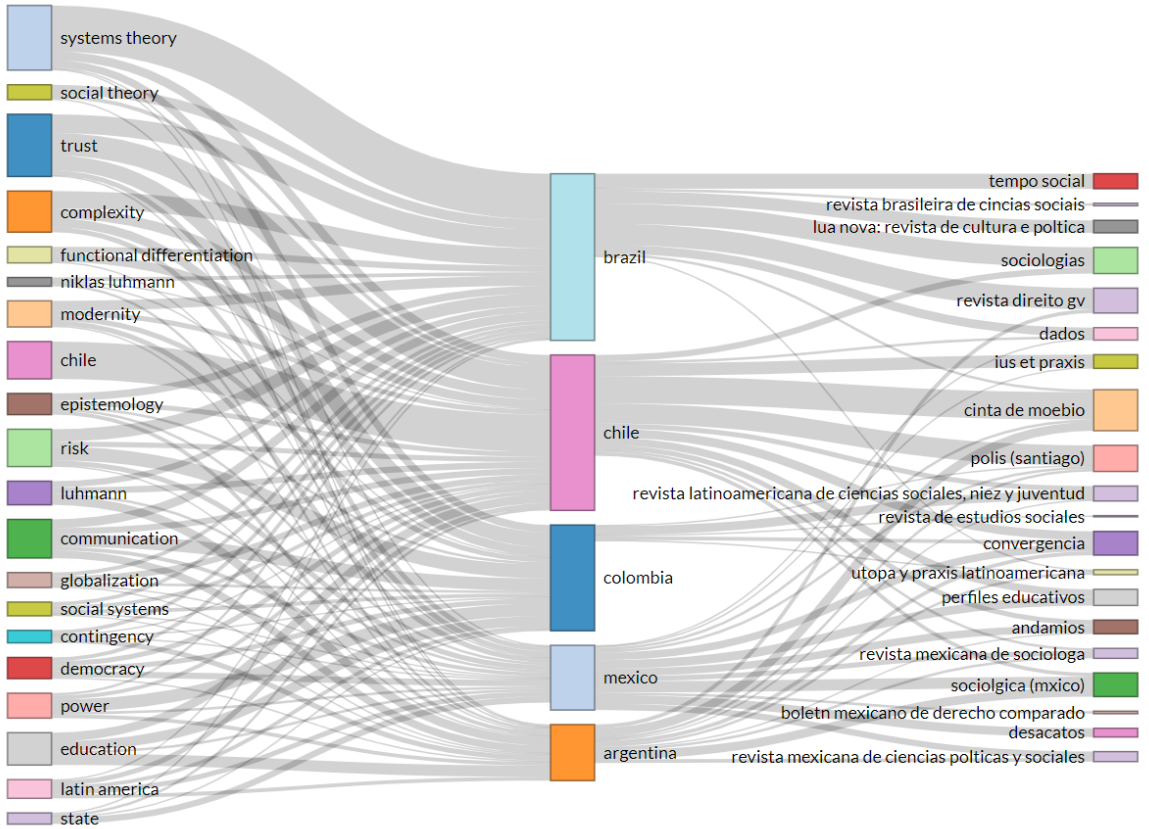 systems theory
social theory
trust
complexity
functional differentiation
niklas luhmann
modernity
chile
epistemology
risk
luhmann
communication
globalization
social systems
contingency
democracy
power
education
latin america
state
brazil
chile
colombia
mexico
argentina
tempo social
revista brasileira de cincias sociais
lua nova: revista de cultura e poltica
sociologias
revista direito gv
dados
ius et praxis
cinta de moebio
polis (santiago)
revista latinoamericana de ciencias sociales, niez y juventud
revista de estudios sociales
convergencia
utopa y praxis latinoamericana
perfiles educativos
andamios
revista mexicana de sociologa
sociolgica (mxico)
boletn mexicano de derecho comparado
desacatos
revista mexicana de ciencias polticas y sociales